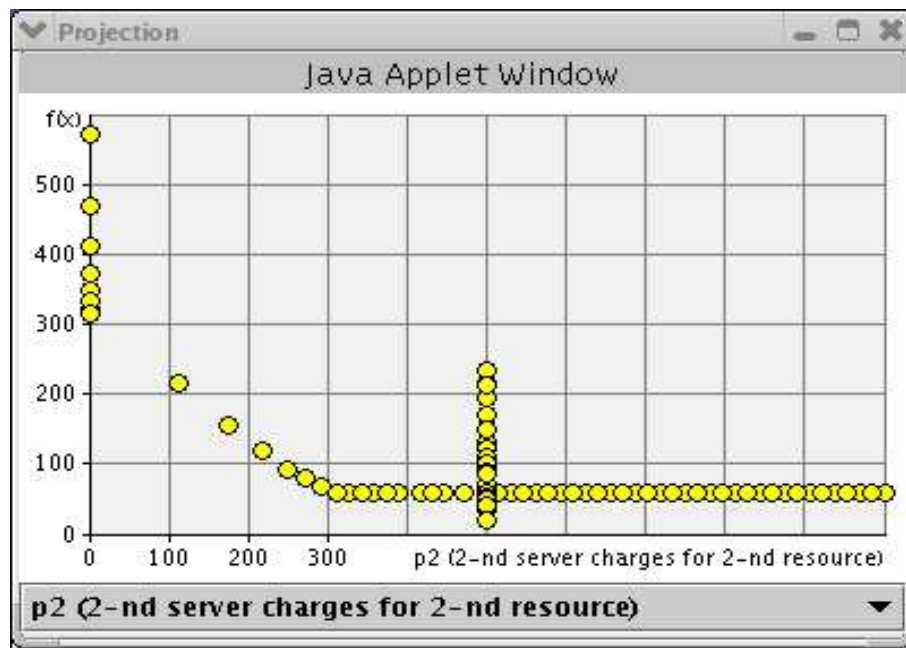 Projection
Java Applet Window
f(x)
500
400
300
200
100
0
0 100 200 300 p2 (2-nd server charges for 2-nd resource)
p2 (2-nd server charges for 2-nd resource)